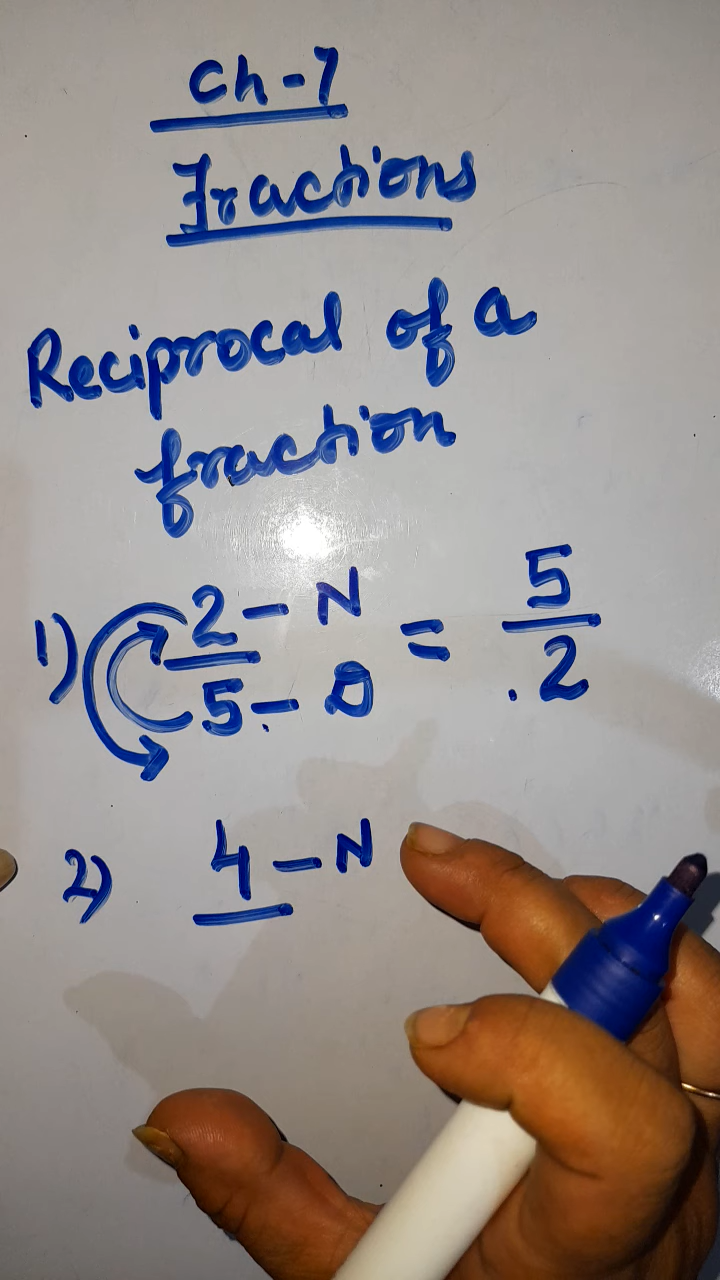 Ch-7
Fractions
Reciprocal of a
fraction
1) 2 - N = 5
5 - D 2
2) 4 - N